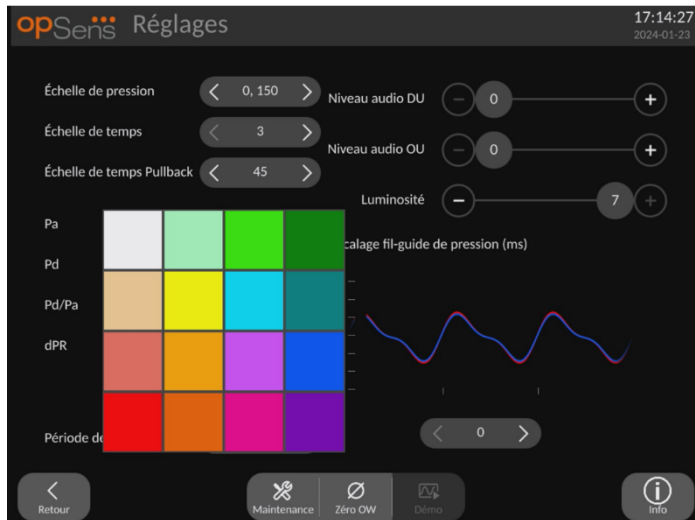 opSens Réglages
17:14:27
2024-01-23
Échelle de pression
0, 150
Niveau audio DU
0
Échelle de temps
3
Niveau audio OU
0
Échelle de temps Pullback
45
Luminosité
7
Pa
calage fil-guide de pression (ms)
Pd
Pd/Pa
dPR
Période de
0
Retour
Maintenance
Zéro OW
Démo
Info